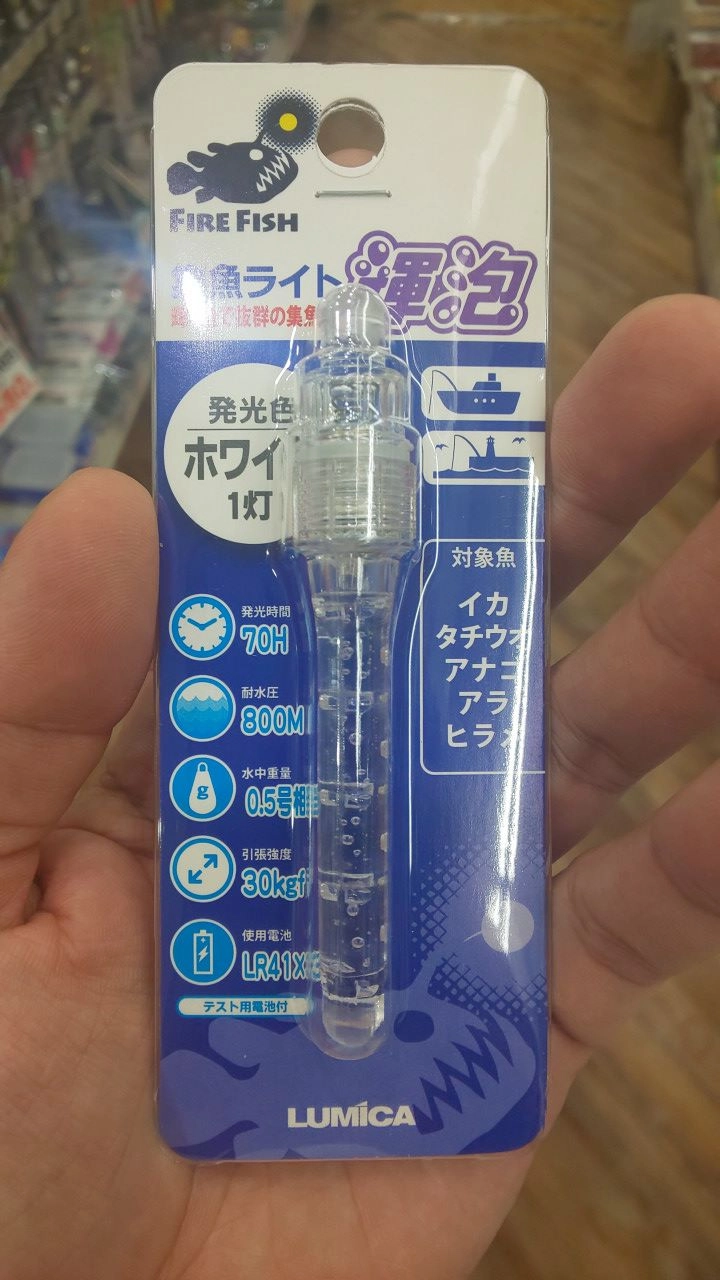 FIRE FISH
集魚ライト 輝泡
で抜群の集魚
発光色
ホワイ
1灯
発光時間
70H
耐水圧
800M
水中重量
0.5号相
引張強度
30kgf
使用電池
LR41X
テスト用電池付
対象魚
イカ
タチウオ
アナゴ
アラ
ヒラメ
g
LUMICA